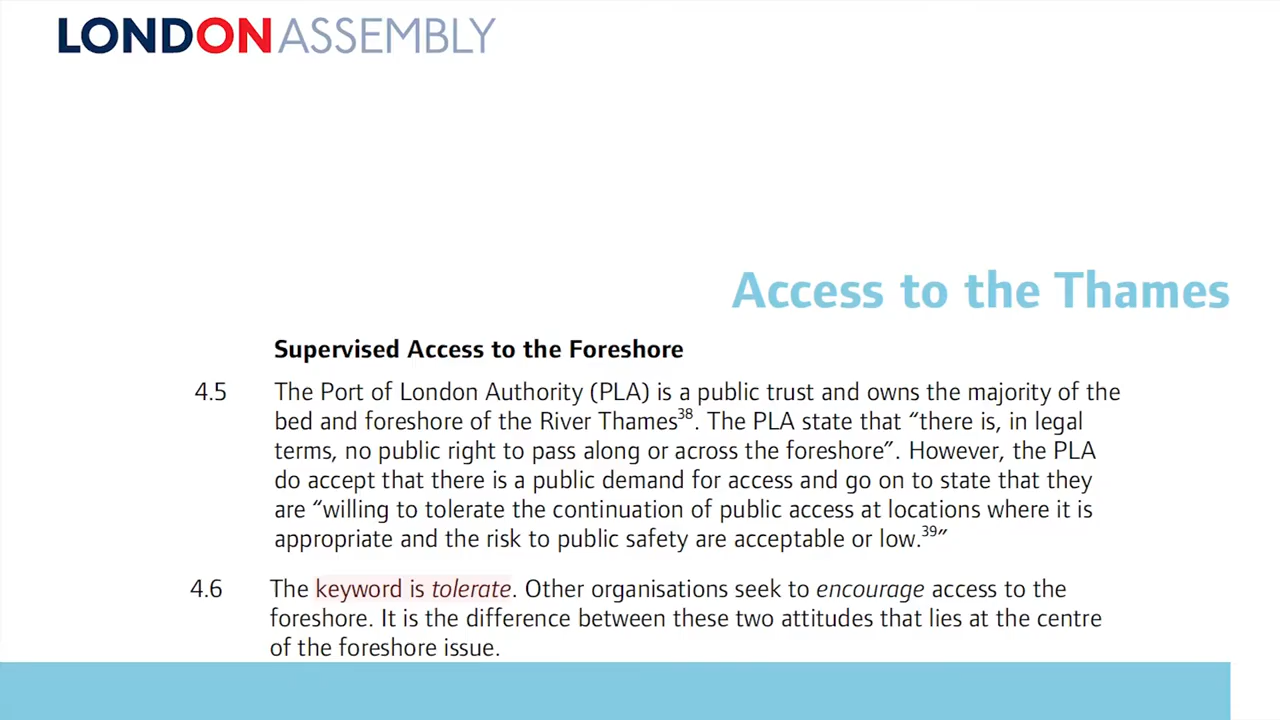 LONDON ASSEMBLY
Access to the Thames
Supervised Access to the Foreshore
4.5 The Port of London Authority (PLA) is a public trust and owns the majority of the
bed and foreshore of the River Thames38. The PLA state that “there is, in legal
terms, no public right to pass along or across the foreshore”. However, the PLA
do accept that there is a public demand for access and go on to state that they
are “willing to tolerate the continuation of public access at locations where it is
appropriate and the risk to public safety are acceptable or low.39”
4.6 The keyword is tolerate. Other organisations seek to encourage access to the
foreshore. It is the difference between these two attitudes that lies at the centre
of the foreshore issue.